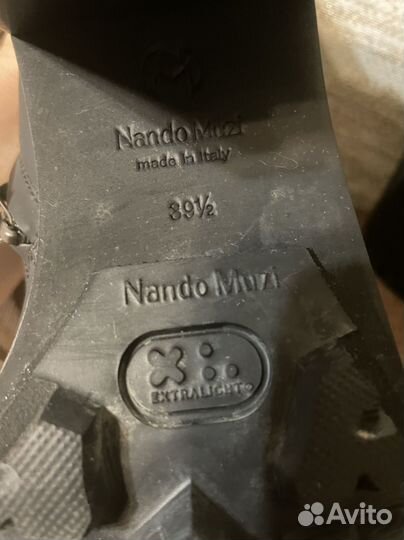 Nando Muzi
made in Italy
39½
Nando Muzi
EXTRALIGHT
Avito